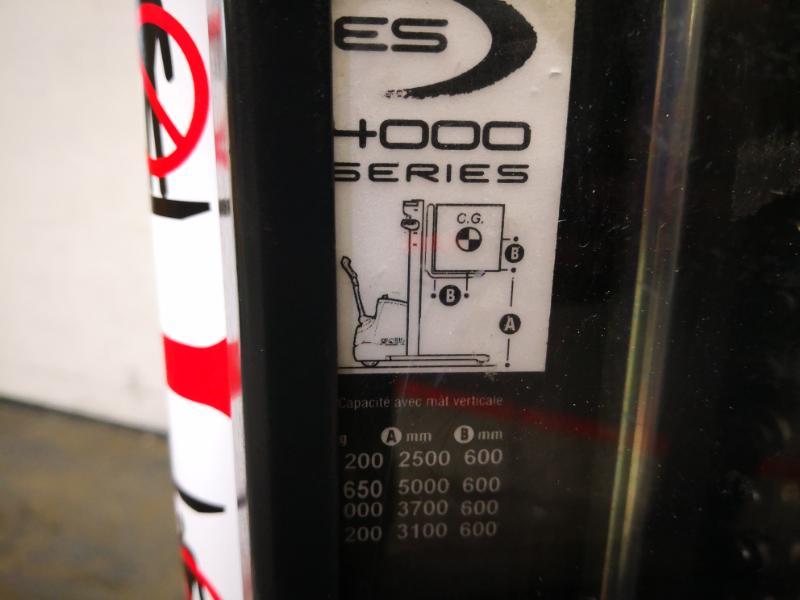 ES
4000
SERIES
C.G.
B
B
A
Capacité avec mât verticale
g A mm B mm
200 2500 600
650 5000 600
000 3700 600
200 3100 600